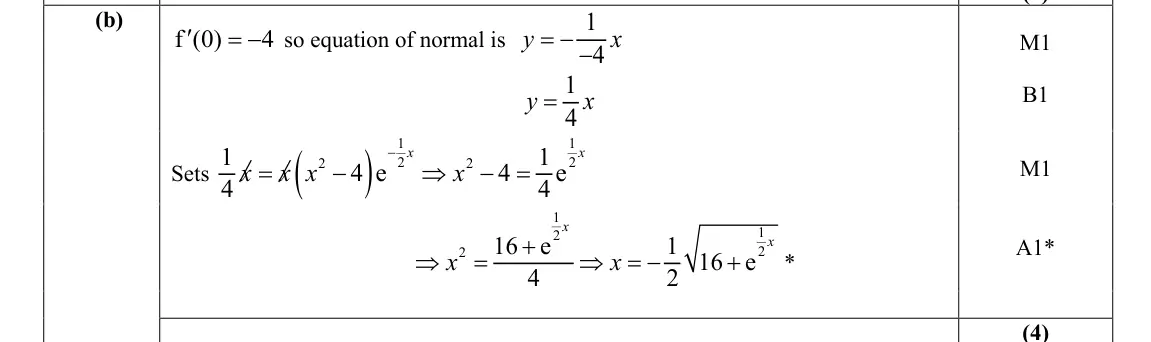 (b)
f′(0) = −4 so equation of normal is y = −1/−4 x M1
y = 1/4 x B1
Sets 1/4 x̸ = x̸(x² − 4)e^(−1/2 x) ⇒ x² − 4 = 1/4 e^(1/2 x) M1
⇒ x² = (16 + e^(1/2 x))/4 ⇒ x = −1/2 √(16 + e^(1/2 x)) * A1*
(4)